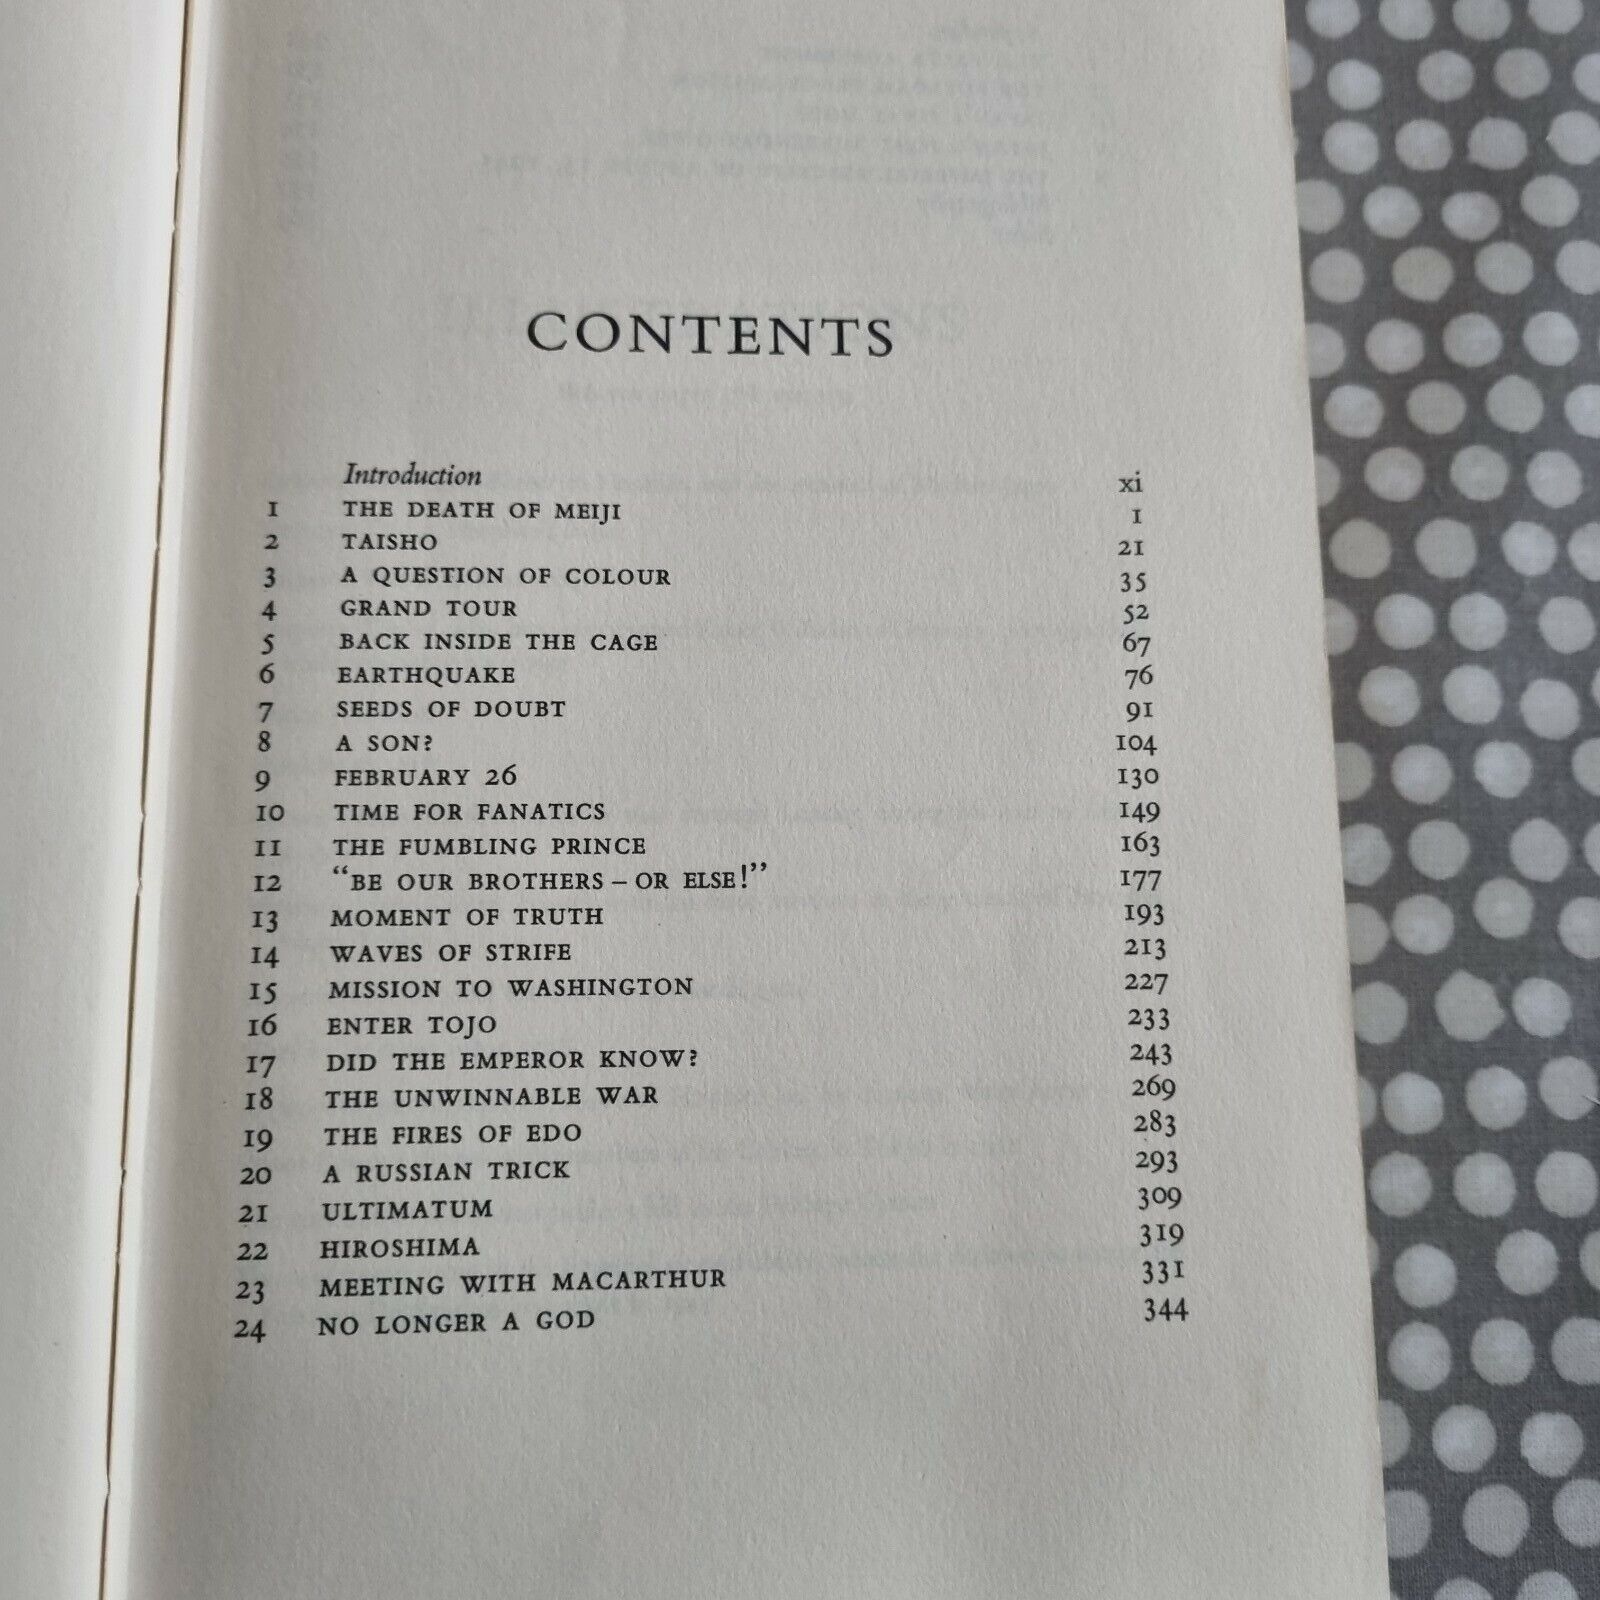 CONTENTS
Introduction xi
1 THE DEATH OF MEIJI 1
2 TAISHO 21
3 A QUESTION OF COLOUR 35
4 GRAND TOUR 52
5 BACK INSIDE THE CAGE 67
6 EARTHQUAKE 76
7 SEEDS OF DOUBT 91
8 A SON? 104
9 FEBRUARY 26 130
10 TIME FOR FANATICS 149
11 THE FUMBLING PRINCE 163
12 “BE OUR BROTHERS – OR ELSE!” 177
13 MOMENT OF TRUTH 193
14 WAVES OF STRIFE 213
15 MISSION TO WASHINGTON 227
16 ENTER TOJO 233
17 DID THE EMPEROR KNOW? 243
18 THE UNWINNABLE WAR 269
19 THE FIRES OF EDO 283
20 A RUSSIAN TRICK 293
21 ULTIMATUM 309
22 HIROSHIMA 319
23 MEETING WITH MACARTHUR 331
24 NO LONGER A GOD 344